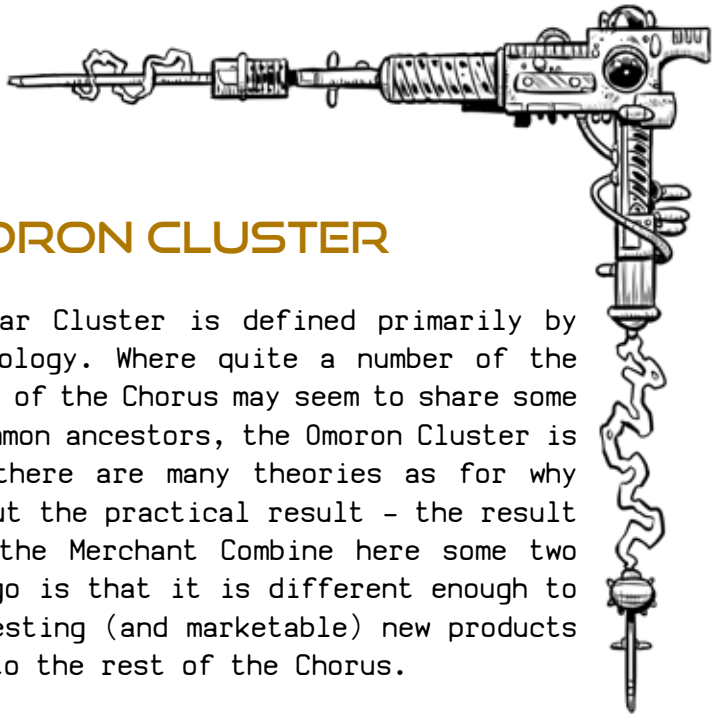 ORON CLUSTER
ar Cluster is defined primarily by
ology. Where quite a number of the
of the Chorus may seem to share some
mmon ancestors, the Omoron Cluster is
there are many theories as for why
ut the practical result – the result
the Merchant Combine here some two
go is that it is different enough to
esting (and marketable) new products
to the rest of the Chorus.